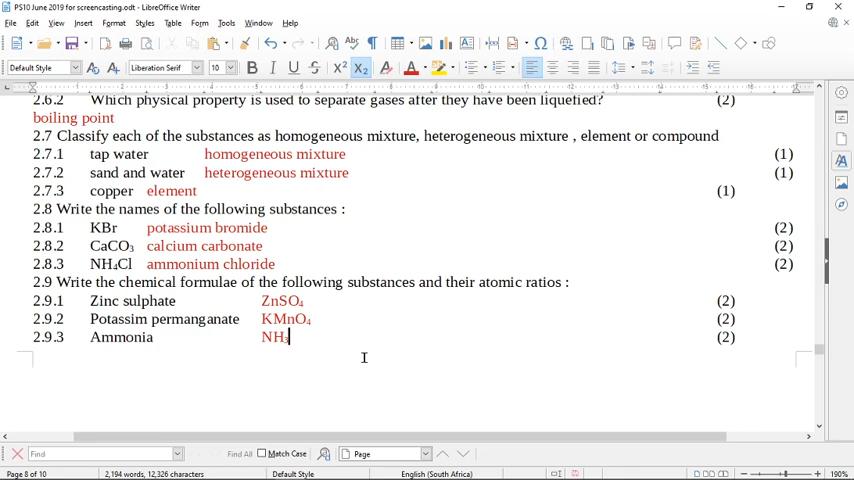 PS10 June 2019 for screencasting.odt - LibreOffice Writer
File Edit View Insert Format Styles Table Form Tools Window Help
Default Style Liberation Serif 10
2.6.2 Which physical property is used to separate gases after they have been liquefied? (2)
boiling point
2.7 Classify each of the substances as homogeneous mixture, heterogeneous mixture , element or compound
2.7.1 tap water homogeneous mixture (1)
2.7.2 sand and water heterogeneous mixture (1)
2.7.3 copper element (1)
2.8 Write the names of the following substances :
2.8.1 KBr potassium bromide (2)
2.8.2 CaCO₃ calcium carbonate (2)
2.8.3 NH₄Cl ammonium chloride (2)
2.9 Write the chemical formulae of the following substances and their atomic ratios :
2.9.1 Zinc sulphate ZnSO₄ (2)
2.9.2 Potassim permanganate KMnO₄ (2)
2.9.3 Ammonia NH₃ (2)
Find Find All Match Case Page
Page 8 of 10 2,194 words, 12,326 characters Default Style English (South Africa) 190%